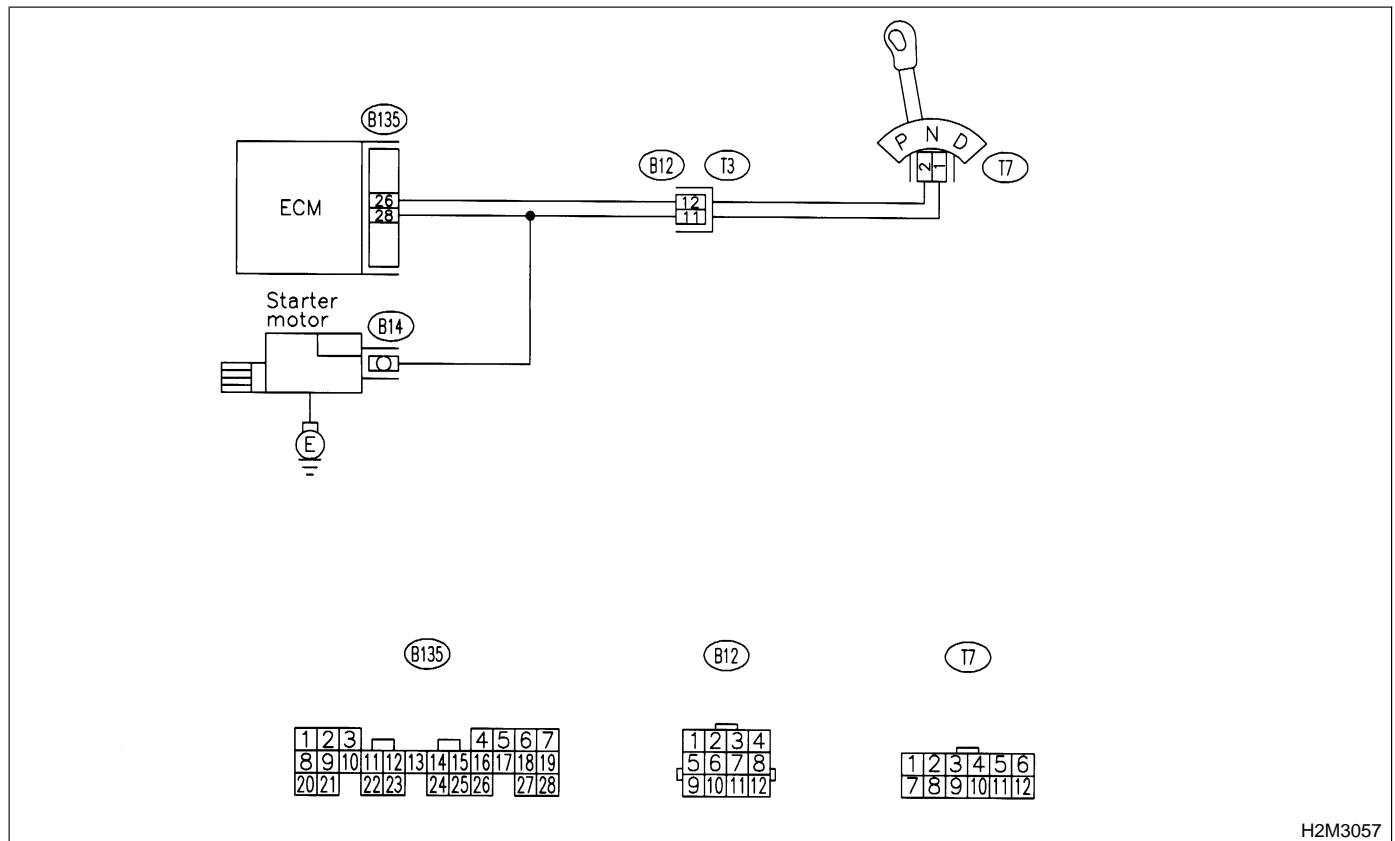 B135
P N D
B12 T3
T7
2 1
26
12
ECM
28
11
Starter
motor
B14
E
B135
B12
T7
1 2 3 4 5 6 7
8 9 10 11 12 13 14 15 16 17 18 19
20 21 22 23 24 25 26 27 28
1 2 3 4
5 6 7 8
9 10 11 12
1 2 3 4 5 6
7 8 9 10 11 12
H2M3057